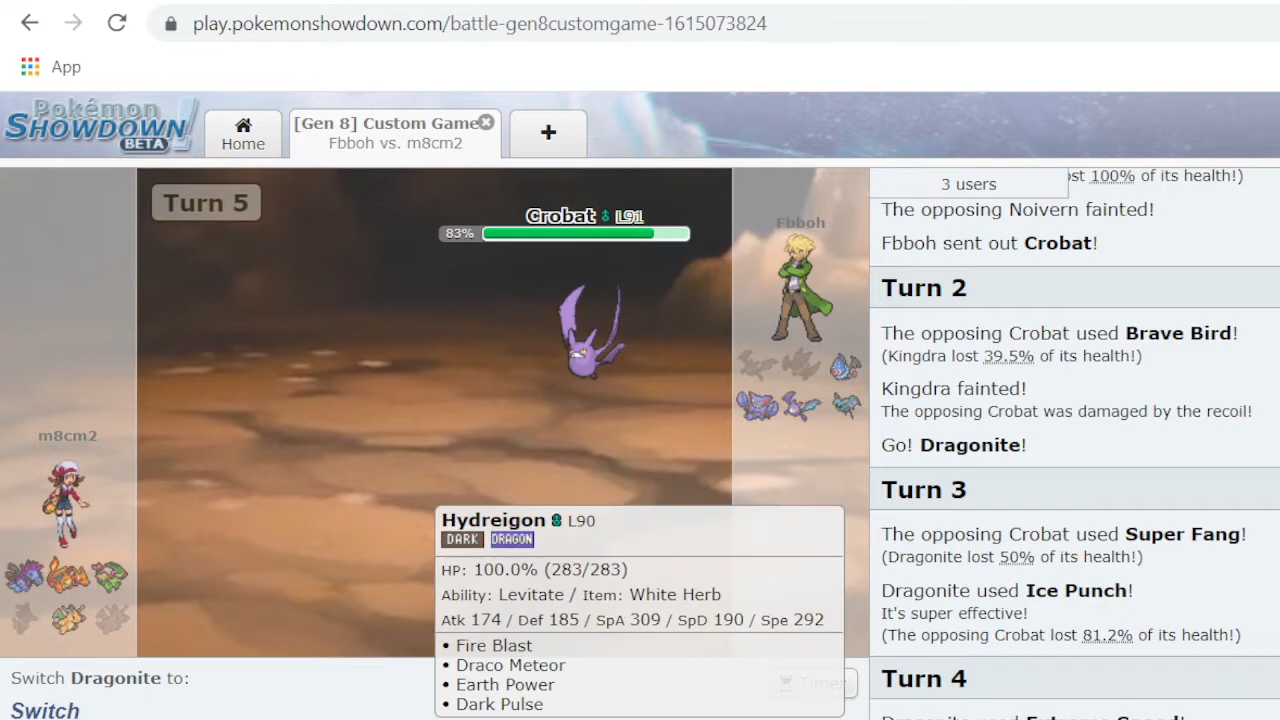 play.pokemonshowdown.com/battle-gen8customgame-1615073824
App
Pokémon
SHOWDOWN!
BETA
Home
[Gen 8] Custom Game
Fbboh vs. m8cm2
+
Turn 5
Crobat ♂ L91
83%
Fbboh
m8cm2
Hydreigon L90
DARK DRAGON
HP: 100.0% (283/283)
Ability: Levitate / Item: White Herb
Atk 174 / Def 185 / SpA 309 / SpD 190 / Spe 292
• Fire Blast
• Draco Meteor
• Earth Power
• Dark Pulse
Switch Dragonite to:
Switch
Timer
3 users
100% of its health!)
The opposing Noivern fainted!
Fbboh sent out Crobat!
Turn 2
The opposing Crobat used Brave Bird!
(Kingdra lost 39.5% of its health!)
Kingdra fainted!
The opposing Crobat was damaged by the recoil!
Go! Dragonite!
Turn 3
The opposing Crobat used Super Fang!
(Dragonite lost 50% of its health!)
Dragonite used Ice Punch!
It's super effective!
(The opposing Crobat lost 81.2% of its health!)
Turn 4